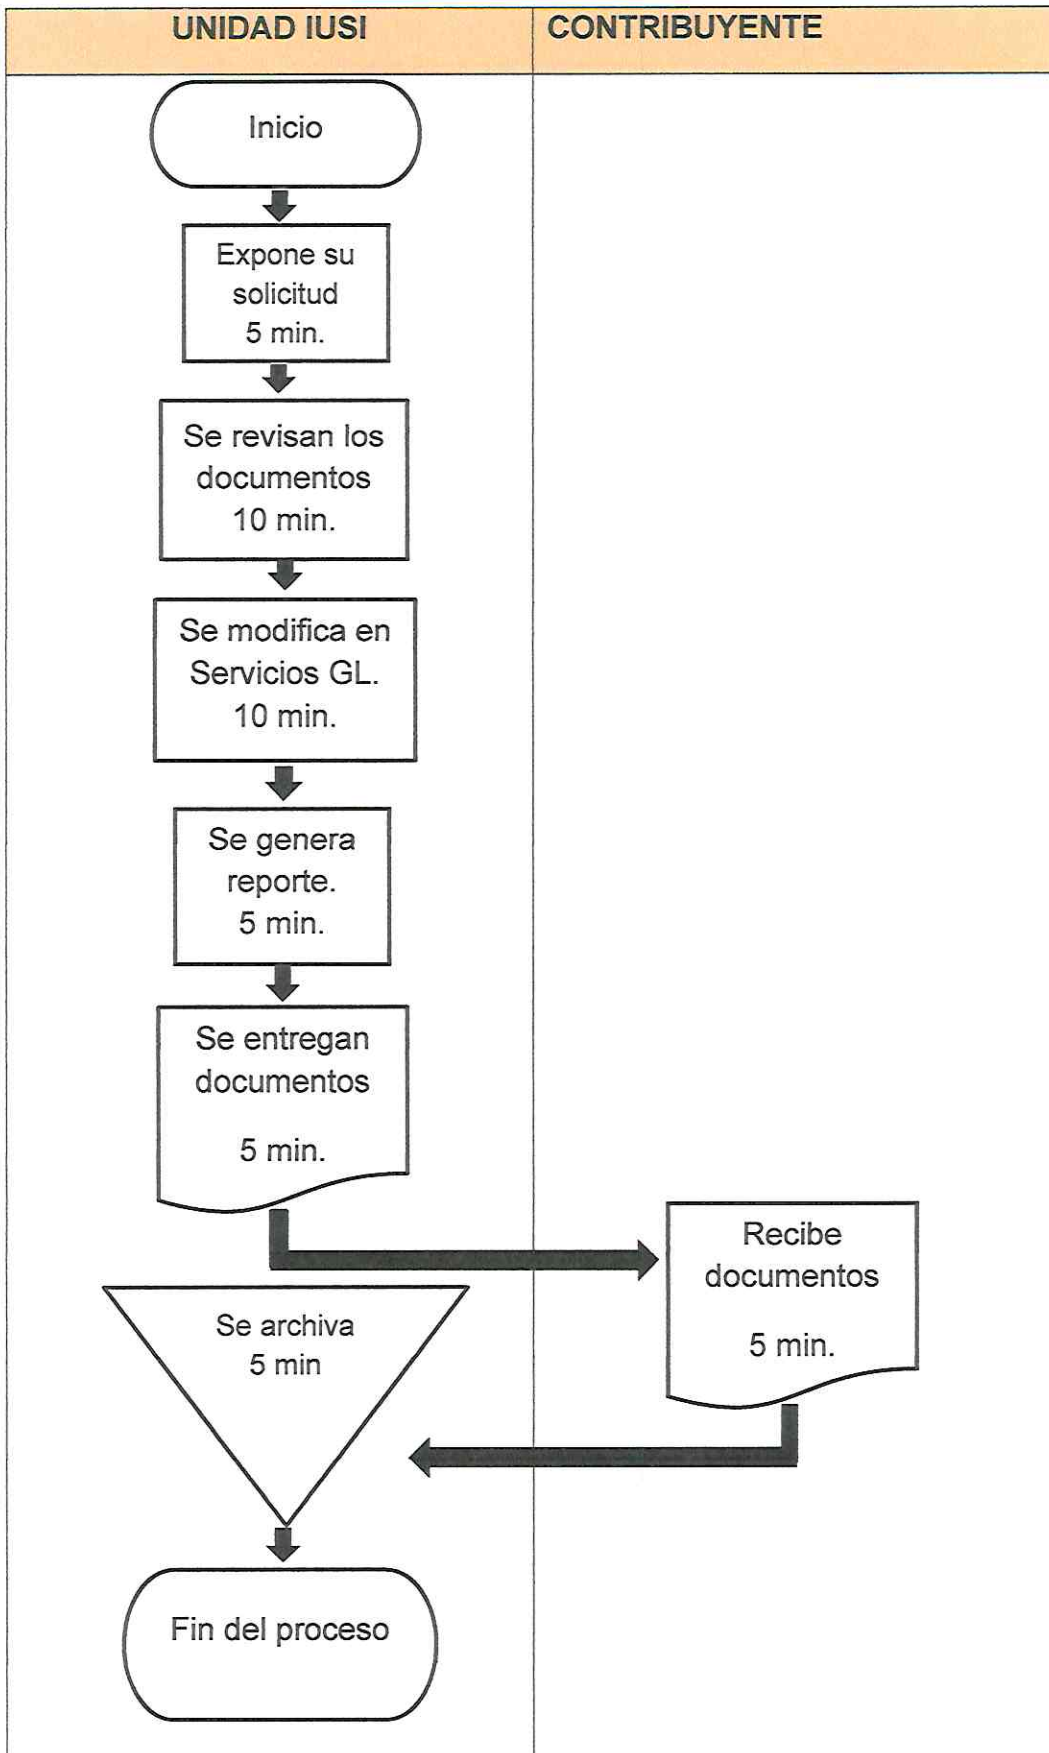 UNIDAD IUSI
CONTRIBUYENTE
Inicio
Expone su
solicitud
5 min.
Se revisan los
documentos
10 min.
Se modifica en
Servicios GL.
10 min.
Se genera
reporte.
5 min.
Se entregan
documentos
5 min.
Recibe
documentos
5 min.
Se archiva
5 min
Fin del proceso